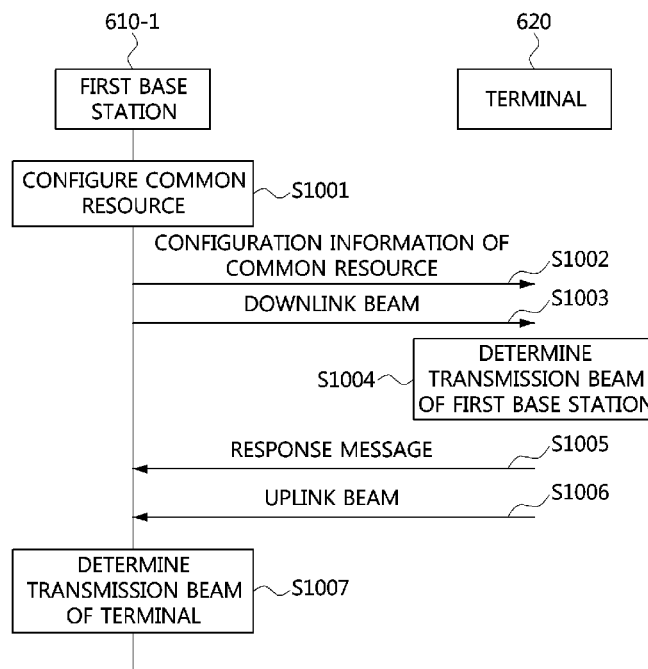 610-1
620
FIRST BASE
STATION
TERMINAL
CONFIGURE COMMON
RESOURCE
S1001
CONFIGURATION INFORMATION OF
COMMON RESOURCE
S1002
DOWNLINK BEAM
S1003
DETERMINE
TRANSMISSION BEAM
OF FIRST BASE STATION
S1004
RESPONSE MESSAGE
S1005
UPLINK BEAM
S1006
DETERMINE
TRANSMISSION BEAM
OF TERMINAL
S1007